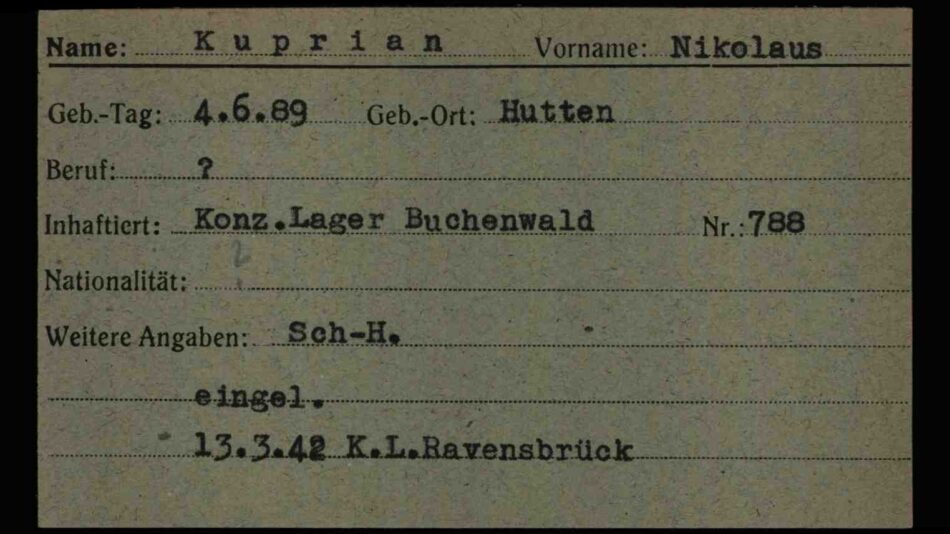 Name: Kuprian Vorname: Nikolaus
Geb.-Tag: 4.6.89 Geb.-Ort: Hutten
Beruf: ?
Inhaftiert: Konz.Lager Buchenwald Nr.: 788
Nationalität: ?
Weitere Angaben: Sch-H.
eingel.
13.3.42 K.L.Ravensbrück